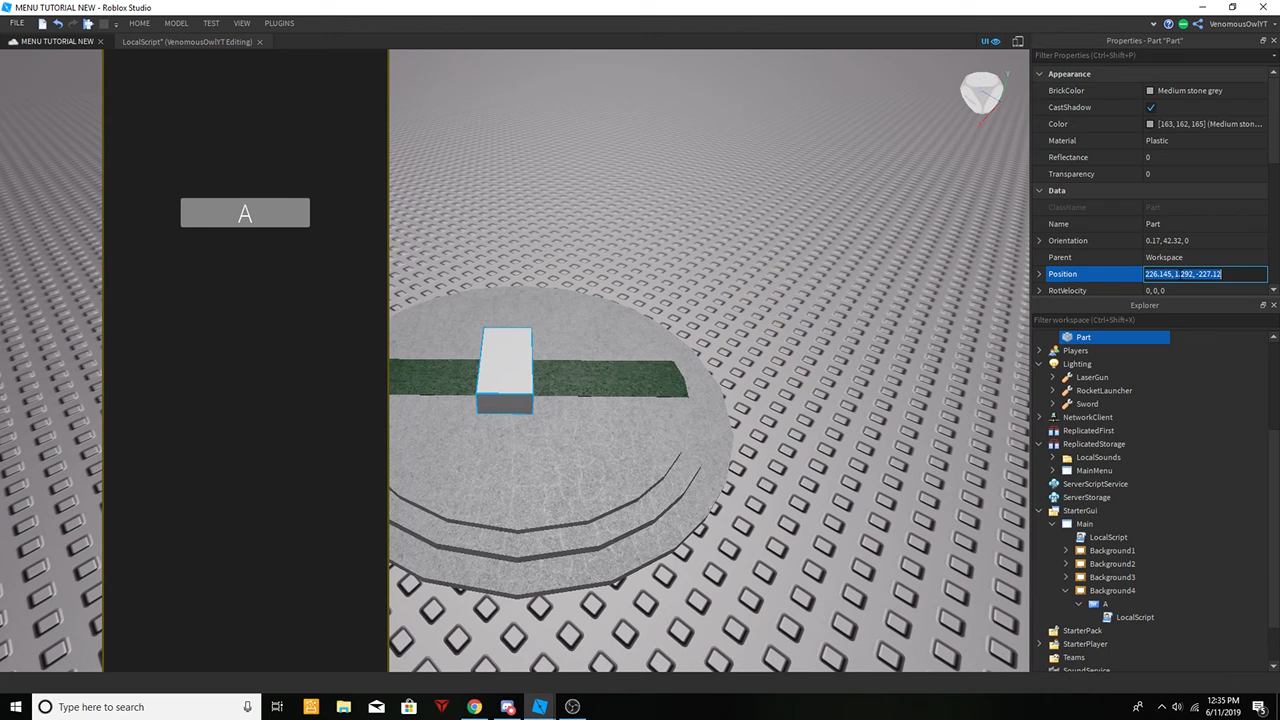 MENU TUTORIAL NEW - Roblox Studio
FILE HOME MODEL TEST VIEW PLUGINS
VenomousOwlYT
MENU TUTORIAL NEW
LocalScript* (VenomousOwlYT Editing)
UI
Properties - Part "Part"
Filter Properties (Ctrl+Shift+P)
Appearance
BrickColor Medium stone grey
CastShadow
Color [163, 162, 165] (Medium ston...
Material Plastic
Reflectance 0
Transparency 0
Data
ClassName Part
Name Part
Orientation 0.17, 42.32, 0
Parent Workspace
Position 226.145, 1.292, -227.12
RotVelocity 0, 0, 0
A
Y
Explorer
Filter workspace (Ctrl+Shift+X)
Part
Players
Lighting
LaserGun
RocketLauncher
Sword
NetworkClient
ReplicatedFirst
ReplicatedStorage
LocalSounds
MainMenu
ServerScriptService
ServerStorage
StarterGui
Main
LocalScript
Background1
Background2
Background3
Background4
A
LocalScript
StarterPack
StarterPlayer
Teams
SoundService
Type here to search
12:35 PM
6/11/2019
5